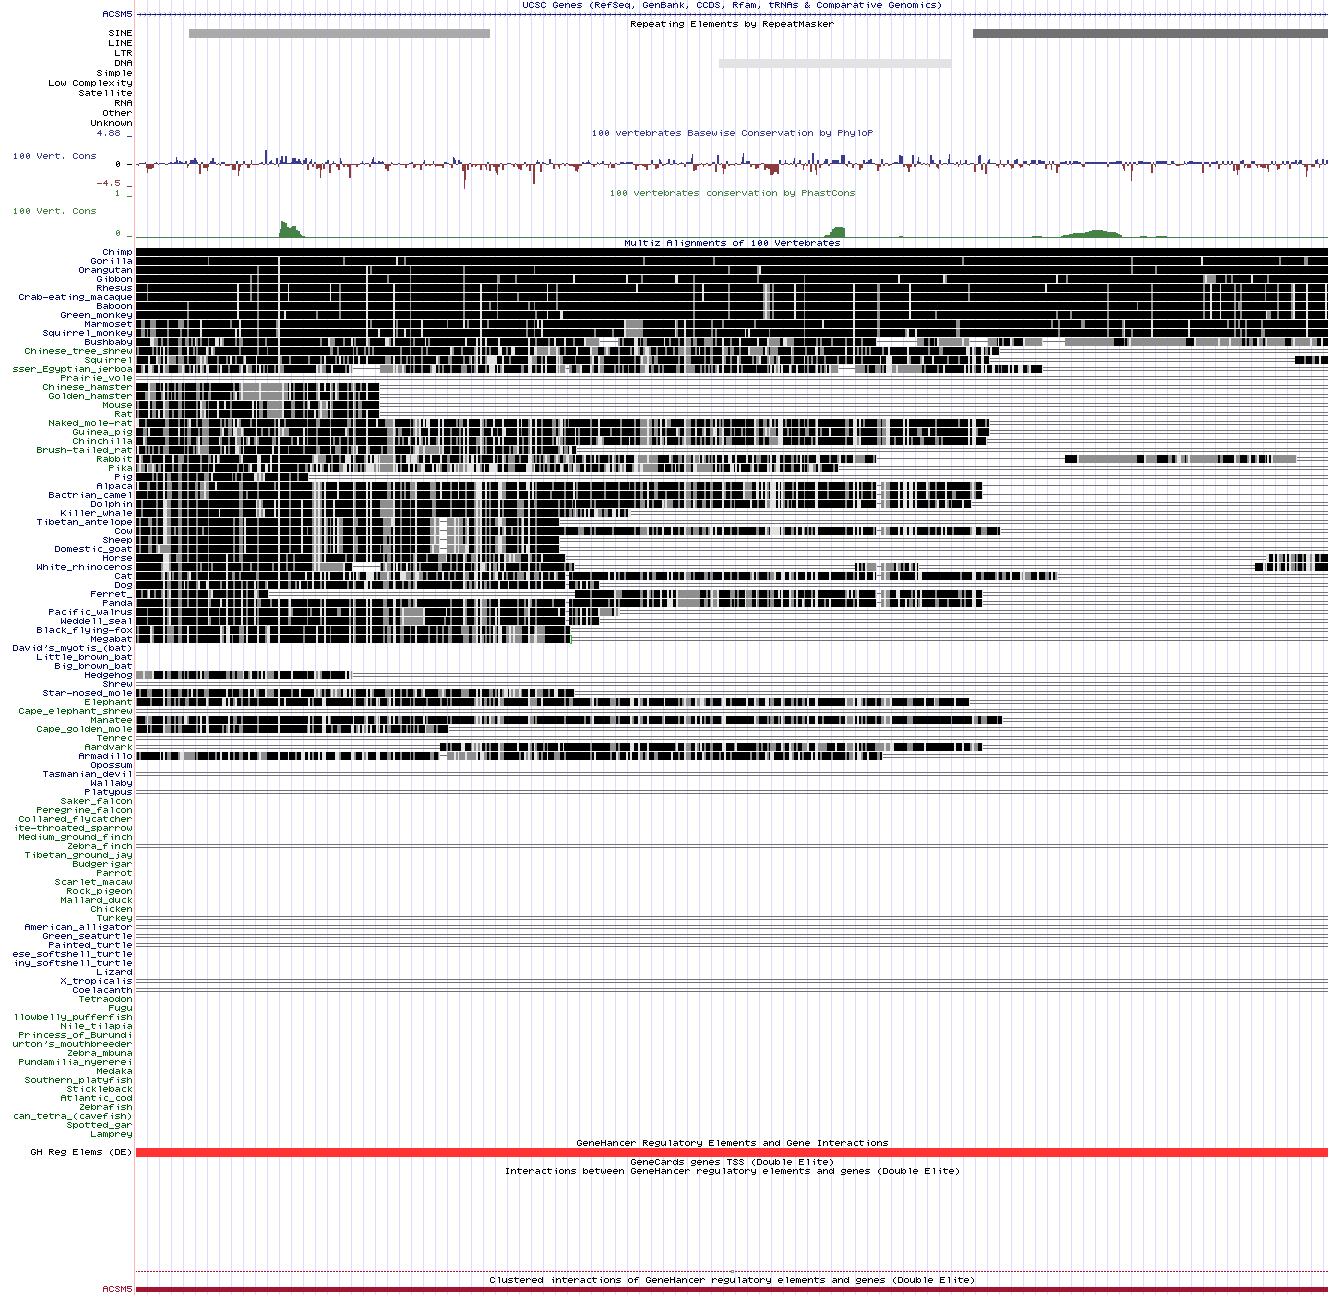 UCSC Genes (RefSeq, GenBank, CCDS, Rfam, tRNAs & Comparative Genomics)
ACSM5
Repeating Elements by RepeatMasker
SINE
LINE
LTR
DNA
Simple
Low Complexity
Satellite
RNA
Other
Unknown
4.88 _
100 vertebrates Basewise Conservation by PhyloP
100 Vert. Cons
0 _
-4.5 _
1 _
100 vertebrates conservation by PhastCons
100 Vert. Cons
0 _
Multiz Alignments of 100 Vertebrates
Chimp
Gorilla
Orangutan
Gibbon
Rhesus
Crab-eating_macaque
Baboon
Green_monkey
Marmoset
Squirrel_monkey
Bushbaby
Chinese_tree_shrew
Squirrel
sser_Egyptian_jerboa
Prairie_vole
Chinese_hamster
Golden_hamster
Mouse
Rat
Naked_mole-rat
Guinea_pig
Chinchilla
Brush-tailed_rat
Rabbit
Pika
Pig
Alpaca
Bactrian_camel
Dolphin
Killer_whale
Tibetan_antelope
Cow
Sheep
Domestic_goat
Horse
White_rhinoceros
Cat
Dog
Ferret_
Panda
Pacific_walrus
Weddell_seal
Black_flying-fox
Megabat
David's_myotis_(bat)
Little_brown_bat
Big_brown_bat
Hedgehog
Shrew
Star-nosed_mole
Elephant
Cape_elephant_shrew
Manatee
Cape_golden_mole
Tenrec
Aardvark
Armadillo
Opossum
Tasmanian_devil
Wallaby
Platypus
Saker_falcon
Peregrine_falcon
Collared_flycatcher
ite-throated_sparrow
Medium_ground_finch
Zebra_finch
Tibetan_ground_jay
Budgerigar
Parrot
Scarlet_macaw
Rock_pigeon
Mallard_duck
Chicken
Turkey
American_alligator
Green_seaturtle
Painted_turtle
ese_softshell_turtle
iny_softshell_turtle
Lizard
X_tropicalis
Coelacanth
Tetraodon
Fugu
llowbelly_pufferfish
Nile_tilapia
Princess_of_Burundi
urton's_mouthbreeder
Zebra_mbuna
Pundamilia_nyererei
Medaka
Southern_platyfish
Stickleback
Atlantic_cod
Zebrafish
can_tetra_(cavefish)
Spotted_gar
Lamprey
GeneHancer Regulatory Elements and Gene Interactions
GH Reg Elems (DE)
GeneCards genes TSS (Double Elite)
Interactions between GeneHancer regulatory elements and genes (Double Elite)
Clustered interactions of GeneHancer regulatory elements and genes (Double Elite)
ACSM5